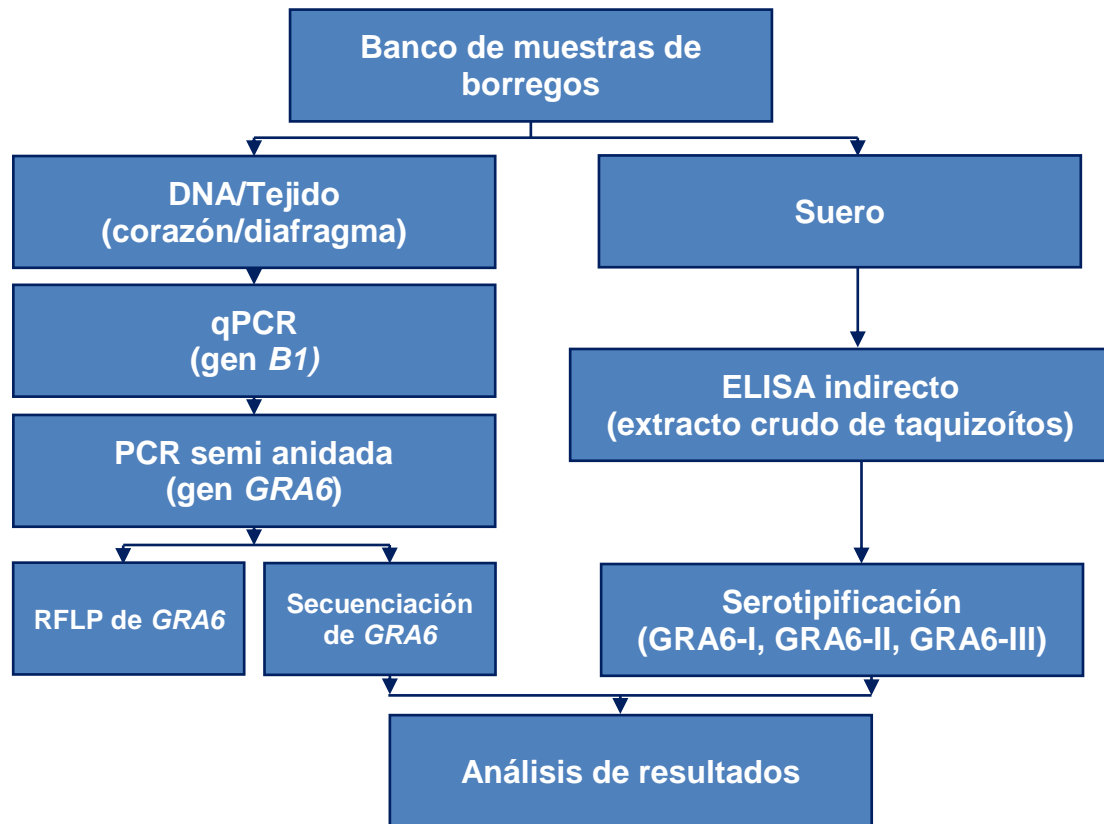 Banco de muestras de
borregos
DNA/Tejido
(corazón/diafragma)
Suero
qPCR
(gen B1)
ELISA indirecto
(extracto crudo de taquizoítos)
PCR semi anidada
(gen GRA6)
RFLP de GRA6
Secuenciación
de GRA6
Serotipificación
(GRA6-I, GRA6-II, GRA6-III)
Análisis de resultados